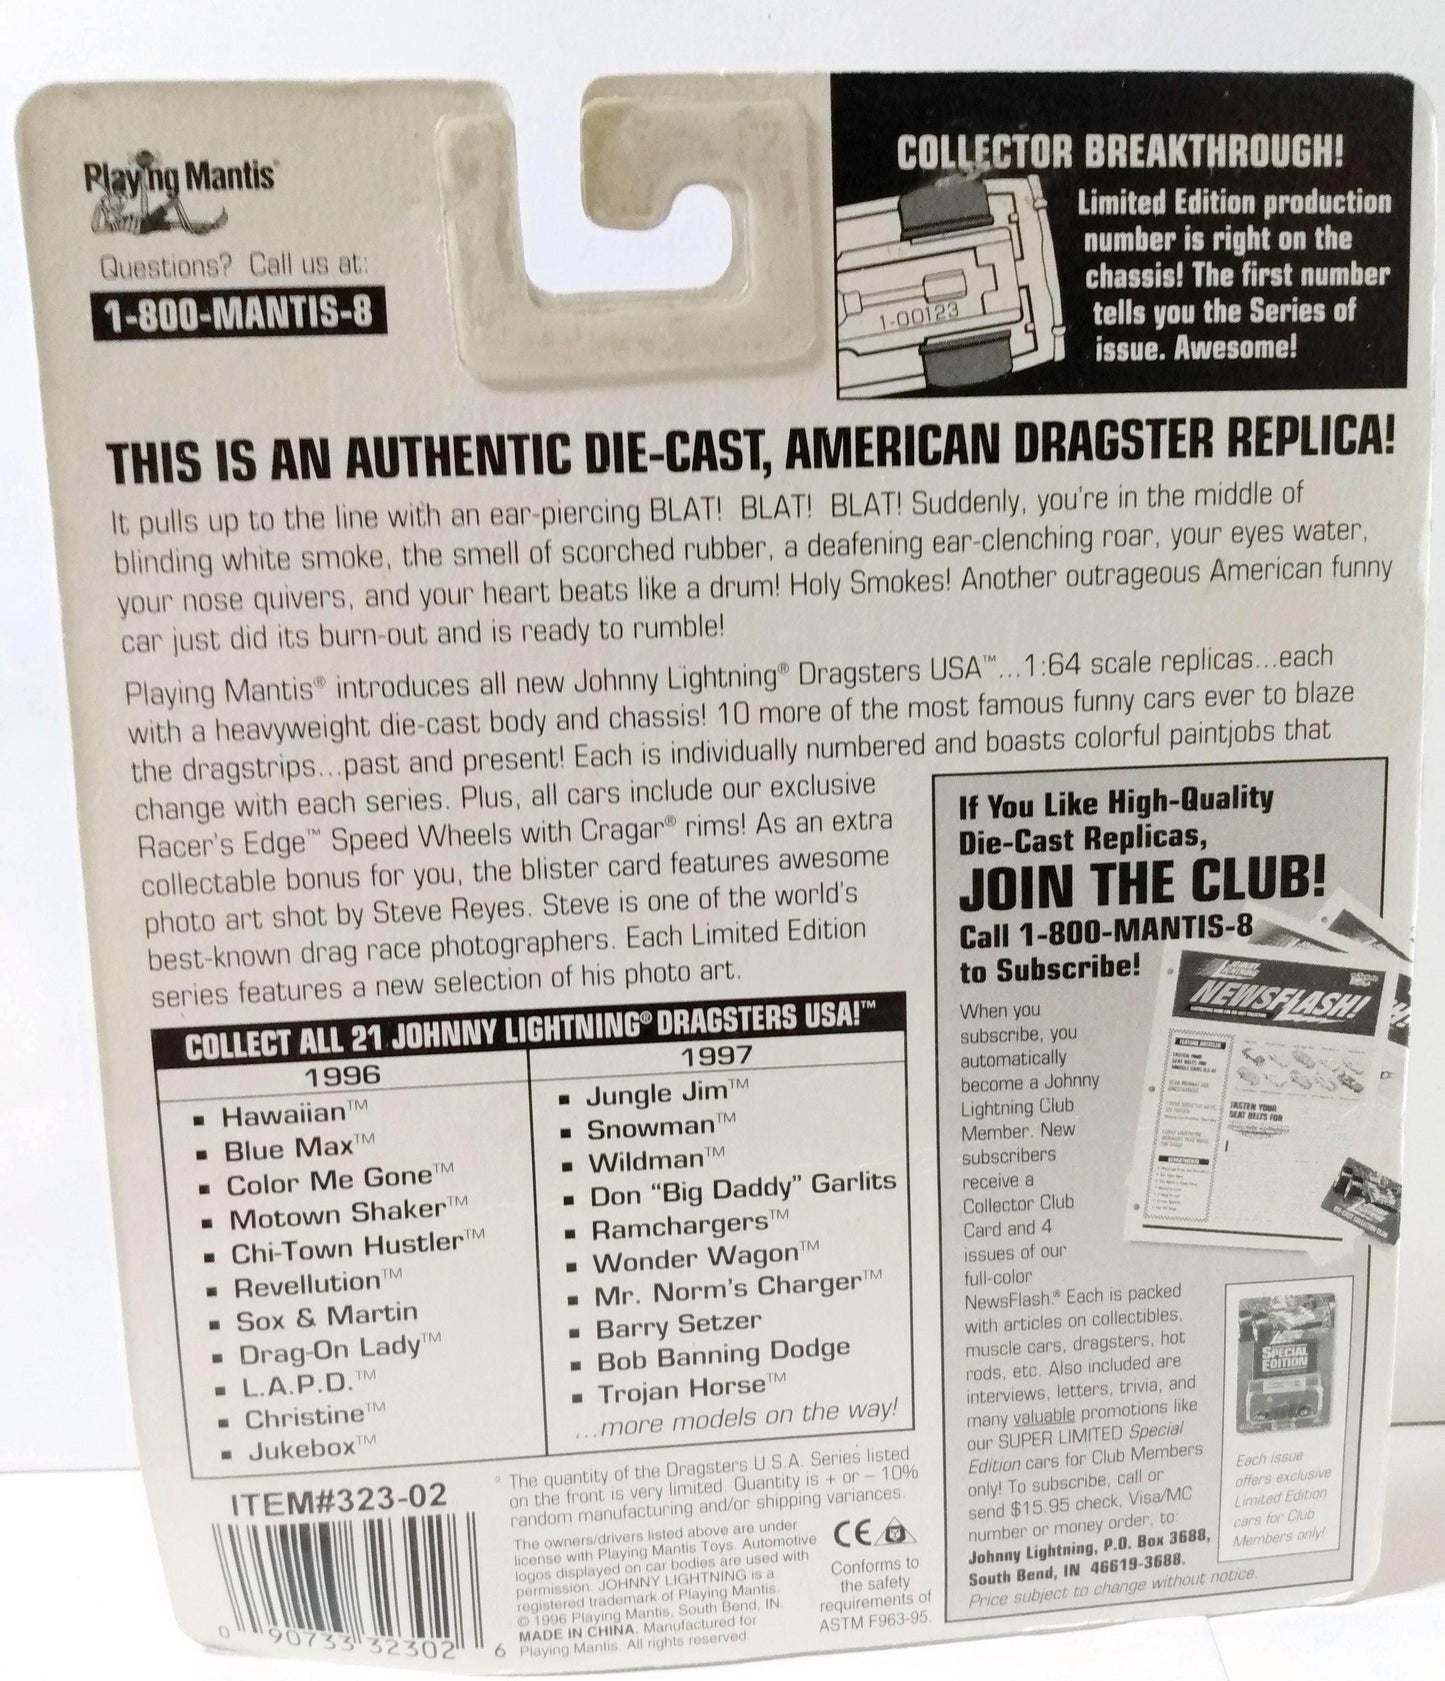 Playing Mantis®
Questions? Call us at:
1-800-MANTIS-8
COLLECTOR BREAKTHROUGH!
Limited Edition production
number is right on the
chassis! The first number
tells you the Series of
issue. Awesome!
1-00123
THIS IS AN AUTHENTIC DIE-CAST, AMERICAN DRAGSTER REPLICA!
It pulls up to the line with an ear-piercing BLAT! BLAT! BLAT! Suddenly, you're in the middle of
blinding white smoke, the smell of scorched rubber, a deafening ear-clenching roar, your eyes water,
your nose quivers, and your heart beats like a drum! Holy Smokes! Another outrageous American funny
car just did its burn-out and is ready to rumble!
Playing Mantis® introduces all new Johnny Lightning® Dragsters USA™...1:64 scale replicas...each
with a heavyweight die-cast body and chassis! 10 more of the most famous funny cars ever to blaze
the dragstrips...past and present! Each is individually numbered and boasts colorful paintjobs that
change with each series. Plus, all cars include our exclusive
Racer's Edge™ Speed Wheels with Cragar® rims! As an extra
collectable bonus for you, the blister card features awesome
photo art shot by Steve Reyes. Steve is one of the world's
best-known drag race photographers. Each Limited Edition
series features a new selection of his photo art.
COLLECT ALL 21 JOHNNY LIGHTNING® DRAGSTERS USA!™
1996
▪ Hawaiian™
▪ Blue Max™
▪ Color Me Gone™
▪ Motown Shaker™
▪ Chi-Town Hustler™
▪ Revellution™
▪ Sox & Martin
▪ Drag-On Lady™
▪ L.A.P.D.™
▪ Christine™
▪ Jukebox™
1997
▪ Jungle Jim™
▪ Snowman™
▪ Wildman™
▪ Don "Big Daddy" Garlits
▪ Ramchargers™
▪ Wonder Wagon™
▪ Mr. Norm's Charger™
▪ Barry Setzer
▪ Bob Banning Dodge
▪ Trojan Horse™
...more models on the way!
ITEM#323-02
0 90733 32302 6
* The quantity of the Dragsters U.S.A. Series listed
on the front is very limited. Quantity is + or – 10%
random manufacturing and/or shipping variances.
The owners/drivers listed above are under
license with Playing Mantis Toys. Automotive
logos displayed on car bodies are used with
permission. JOHNNY LIGHTNING is a
registered trademark of Playing Mantis.
© 1996 Playing Mantis, South Bend, IN.
MADE IN CHINA. Manufactured for
Playing Mantis. All rights reserved.
CE
Conforms to
the safety
requirements of
ASTM F963-95.
If You Like High-Quality
Die-Cast Replicas,
JOIN THE CLUB!
Call 1-800-MANTIS-8
to Subscribe!
When you
subscribe, you
automatically
become a Johnny
Lightning Club
Member. New
subscribers
receive a
Collector Club
Card and 4
issues of our
full-color
NewsFlash.® Each is packed
with articles on collectibles,
muscle cars, dragsters, hot
rods, etc. Also included are
interviews, letters, trivia, and
many valuable promotions like
our SUPER LIMITED Special
Edition cars for Club Members
only! To subscribe, call or
send $15.95 check, Visa/MC
number or money order, to:
Johnny Lightning, P.O. Box 3688,
South Bend, IN 46619-3688.
Price subject to change without notice.
NEWSFLASH!
FEATURE ARTICLES
FASTEN YOUR
SEAT BELTS FOR
SPECIAL
EDITION
Each issue
offers exclusive
Limited Edition
cars for Club
Members only!